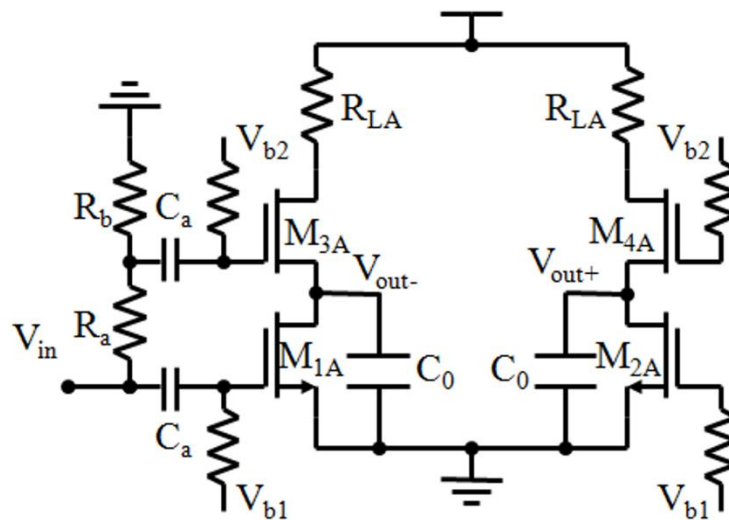 R_LA R_LA
V_b2 V_b2
R_b C_a
M_3A M_4A
V_out- V_out+
V_in R_a
M_1A C_0 C_0 M_2A
C_a
V_b1 V_b1